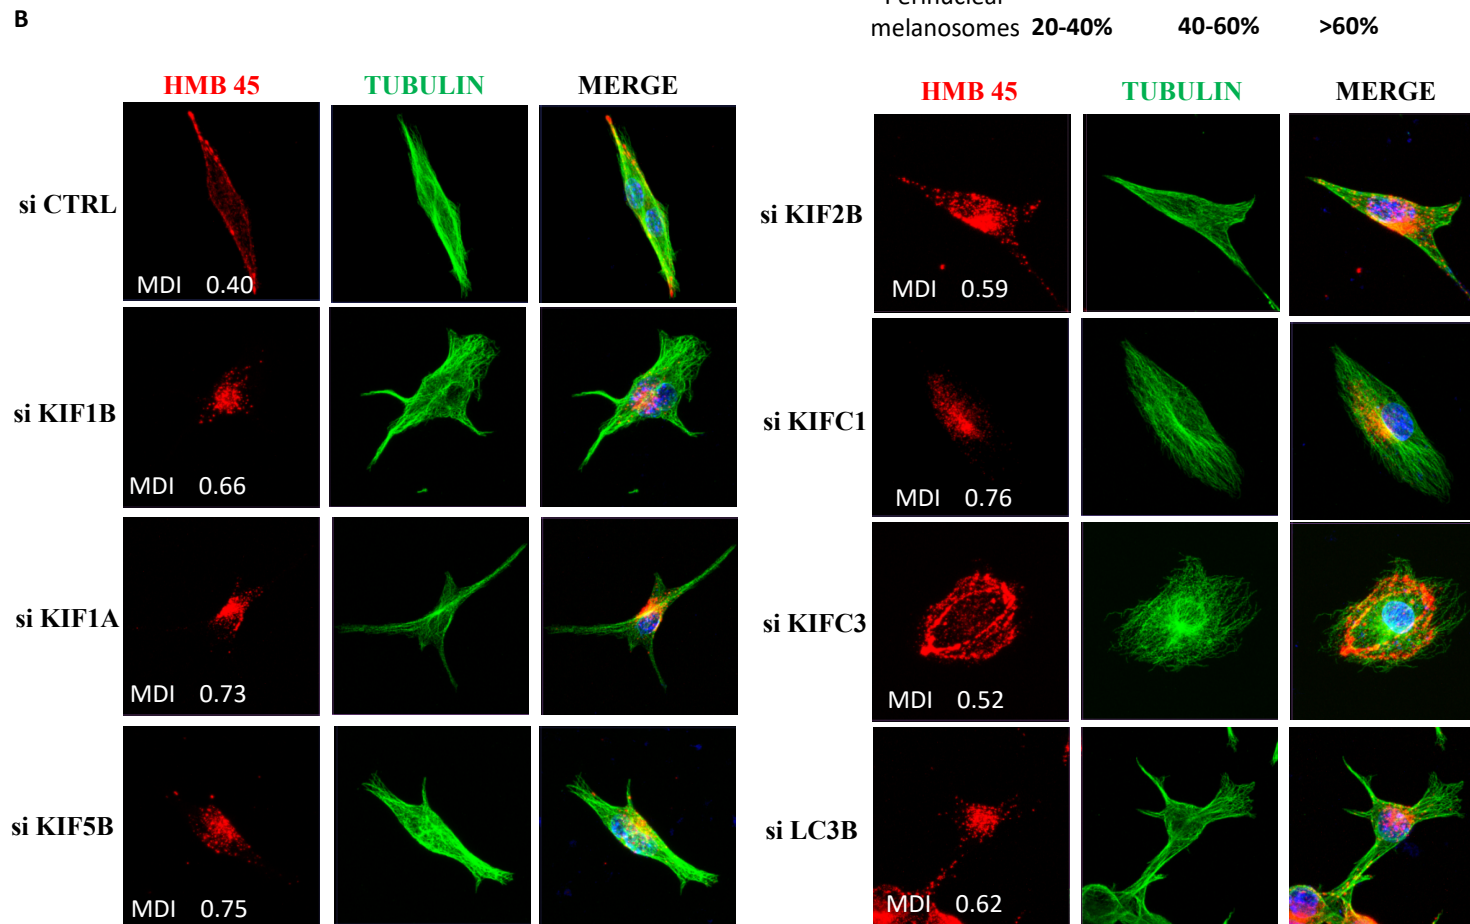 B
Perinuclear
melanosomes 20-40% 40-60% >60%
HMB 45 TUBULIN MERGE
si CTRL
MDI 0.40
si KIF1B
MDI 0.66
si KIF1A
MDI 0.73
si KIF5B
MDI 0.75
HMB 45 TUBULIN MERGE
si KIF2B
MDI 0.59
si KIFC1
MDI 0.76
si KIFC3
MDI 0.52
si LC3B
MDI 0.62